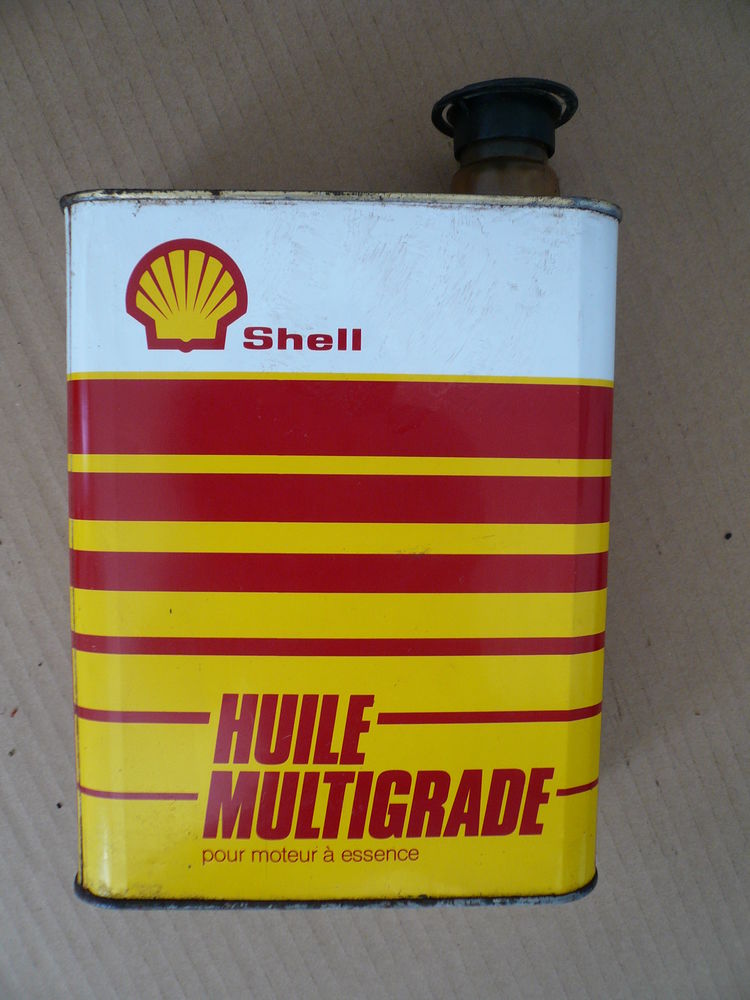 Shell
HUILE
MULTIGRADE
pour moteur à essence